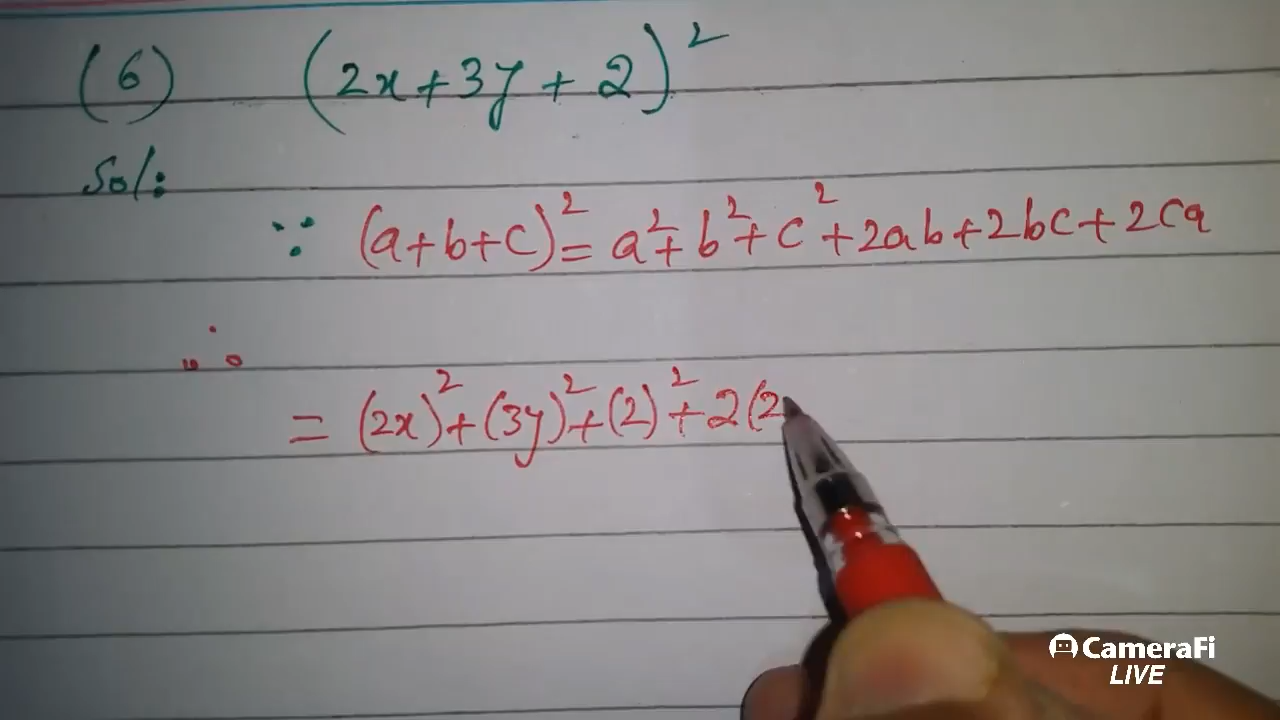 (6) (2x+3y+2)²
Sol:
∵ (a+b+c)²= a²+b²+c²+2ab+2bc+2ca
∴
= (2x)²+(3y)²+(2)²+2(2
CameraFi
LIVE